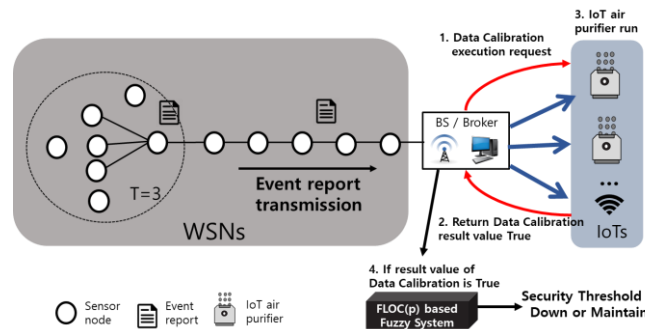 3. IoT air
purifier run
1. Data Calibration
execution request
BS / Broker
T=3
Event report
transmission
WSNs
...
2. Return Data Calibration
result value True
IoTs
4. If result value of
Data Calibration is True
FLOC(p) based
Fuzzy System
Security Threshold
Down or Maintain
Sensor
node
Event
report
IoT air
purifier